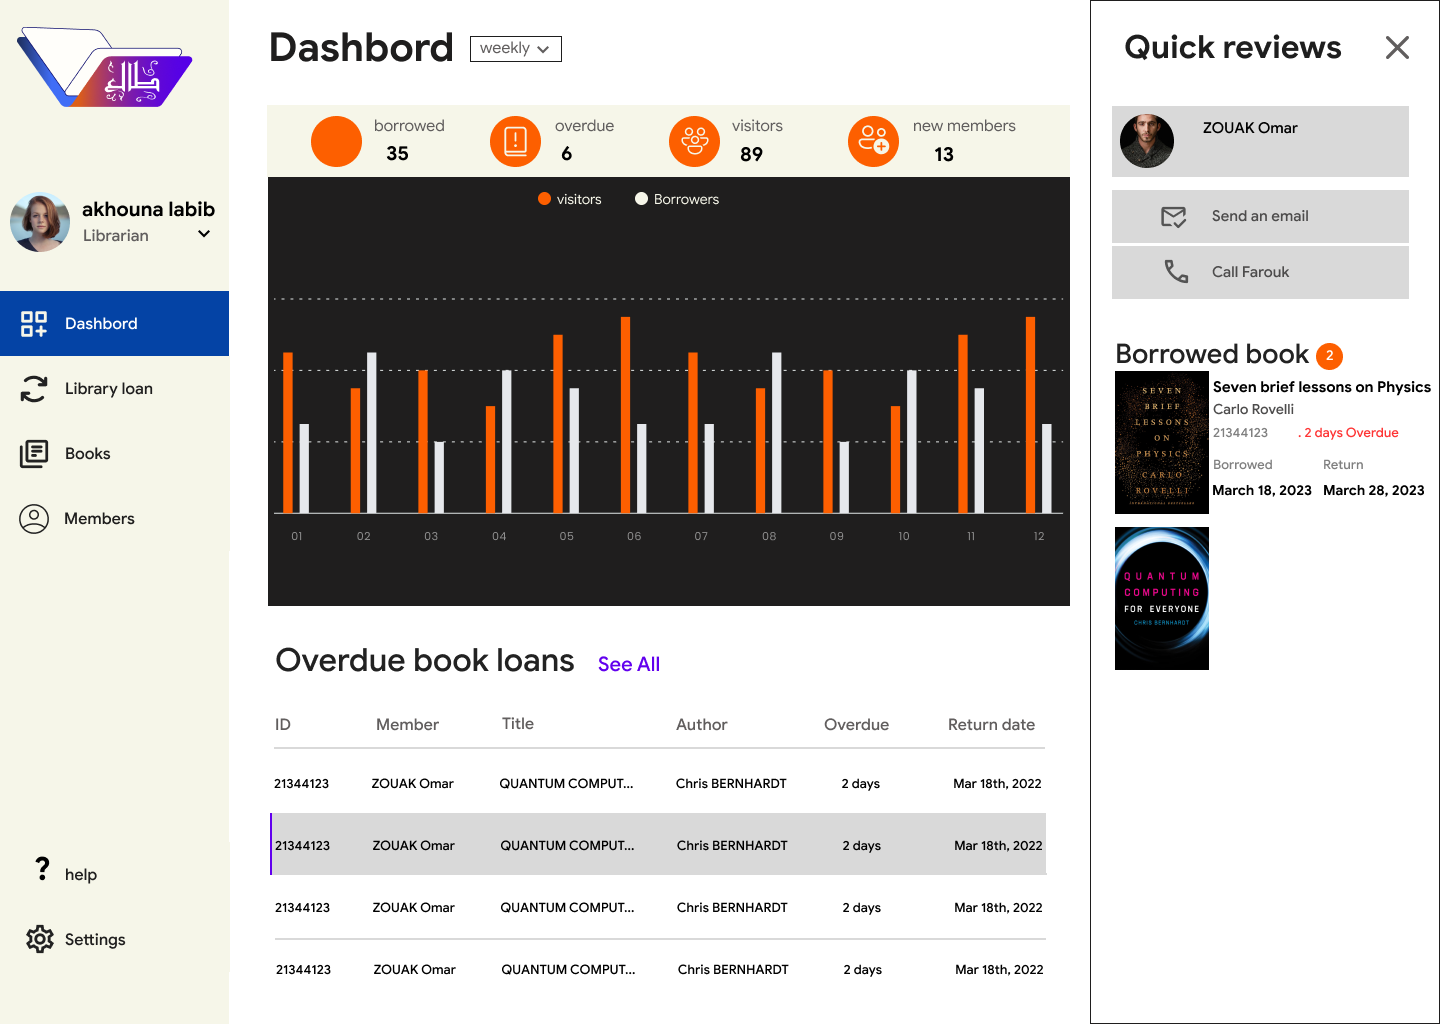 طالع
akhouna labib
Librarian
Dashbord
Library loan
Books
Members
? help
Settings
Dashbord
weekly
borrowed
35
overdue
6
visitors
89
new members
13
visitors Borrowers
01 02 03 04 05 06 07 08 09 10 11 12
Overdue book loans See All
ID Member Title Author Overdue Return date
21344123 ZOUAK Omar QUANTUM COMPUT... Chris BERNHARDT 2 days Mar 18th, 2022
21344123 ZOUAK Omar QUANTUM COMPUT... Chris BERNHARDT 2 days Mar 18th, 2022
21344123 ZOUAK Omar QUANTUM COMPUT... Chris BERNHARDT 2 days Mar 18th, 2022
21344123 ZOUAK Omar QUANTUM COMPUT... Chris BERNHARDT 2 days Mar 18th, 2022
Quick reviews
ZOUAK Omar
Send an email
Call Farouk
Borrowed book 2
SEVEN
BRIEF
LESSONS
ON
PHYSICS
CARLO
ROVELLI
INTERNATIONAL BESTSELLER
Seven brief lessons on Physics
Carlo Rovelli
21344123 . 2 days Overdue
Borrowed Return
March 18, 2023 March 28, 2023
QUANTUM
COMPUTING
FOR EVERYONE
CHRIS BERNHARDT